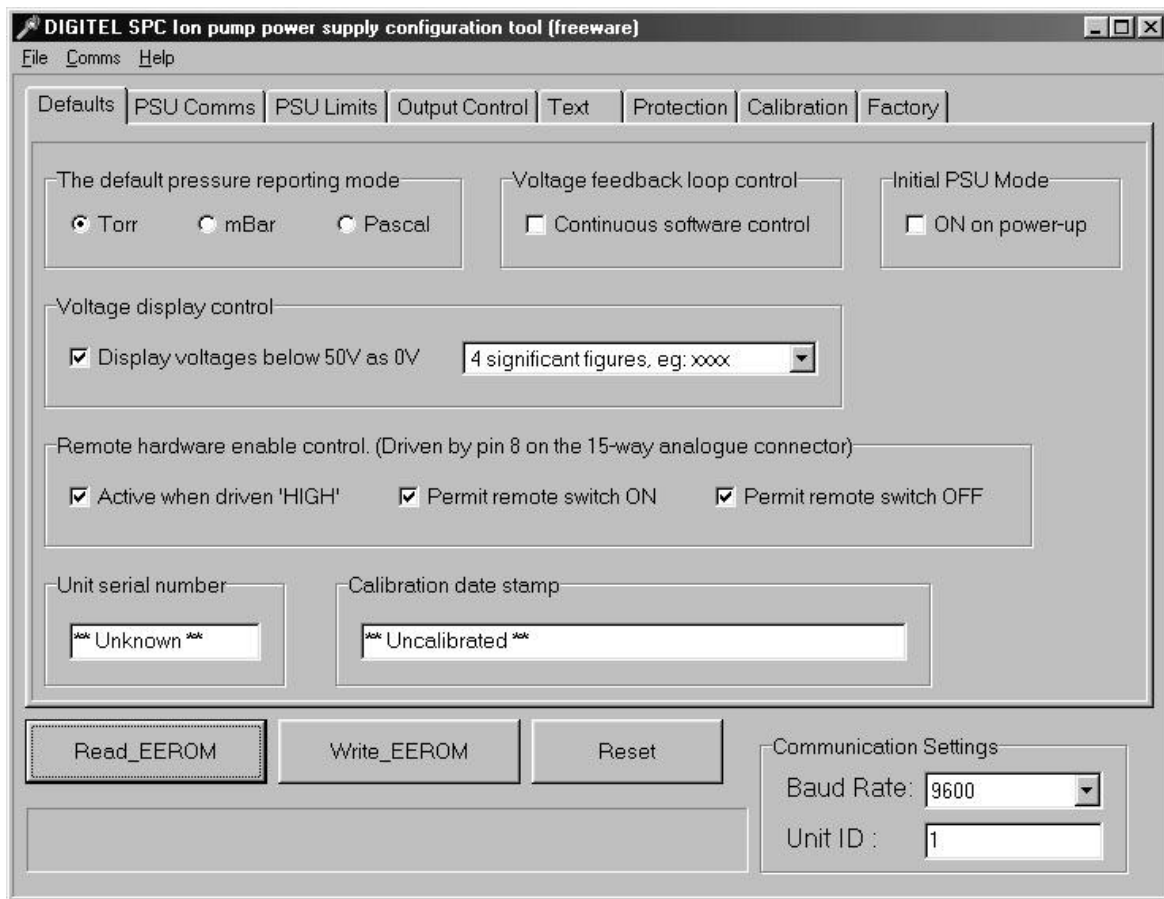 DIGITEL SPC Ion pump power supply configuration tool (freeware)
File Comms Help
Defaults PSU Comms PSU Limits Output Control Text Protection Calibration Factory
The default pressure reporting mode Voltage feedback loop control Initial PSU Mode
Torr mBar Pascal Continuous software control ON on power-up
Voltage display control
Display voltages below 50V as 0V 4 significant figures, eg: xxxx
Remote hardware enable control. (Driven by pin 8 on the 15-way analogue connector)
Active when driven 'HIGH' Permit remote switch ON Permit remote switch OFF
Unit serial number Calibration date stamp
** Unknown ** ** Uncalibrated **
Read_EEROM Write_EEROM Reset
Communication Settings
Baud Rate: 9600
Unit ID : 1